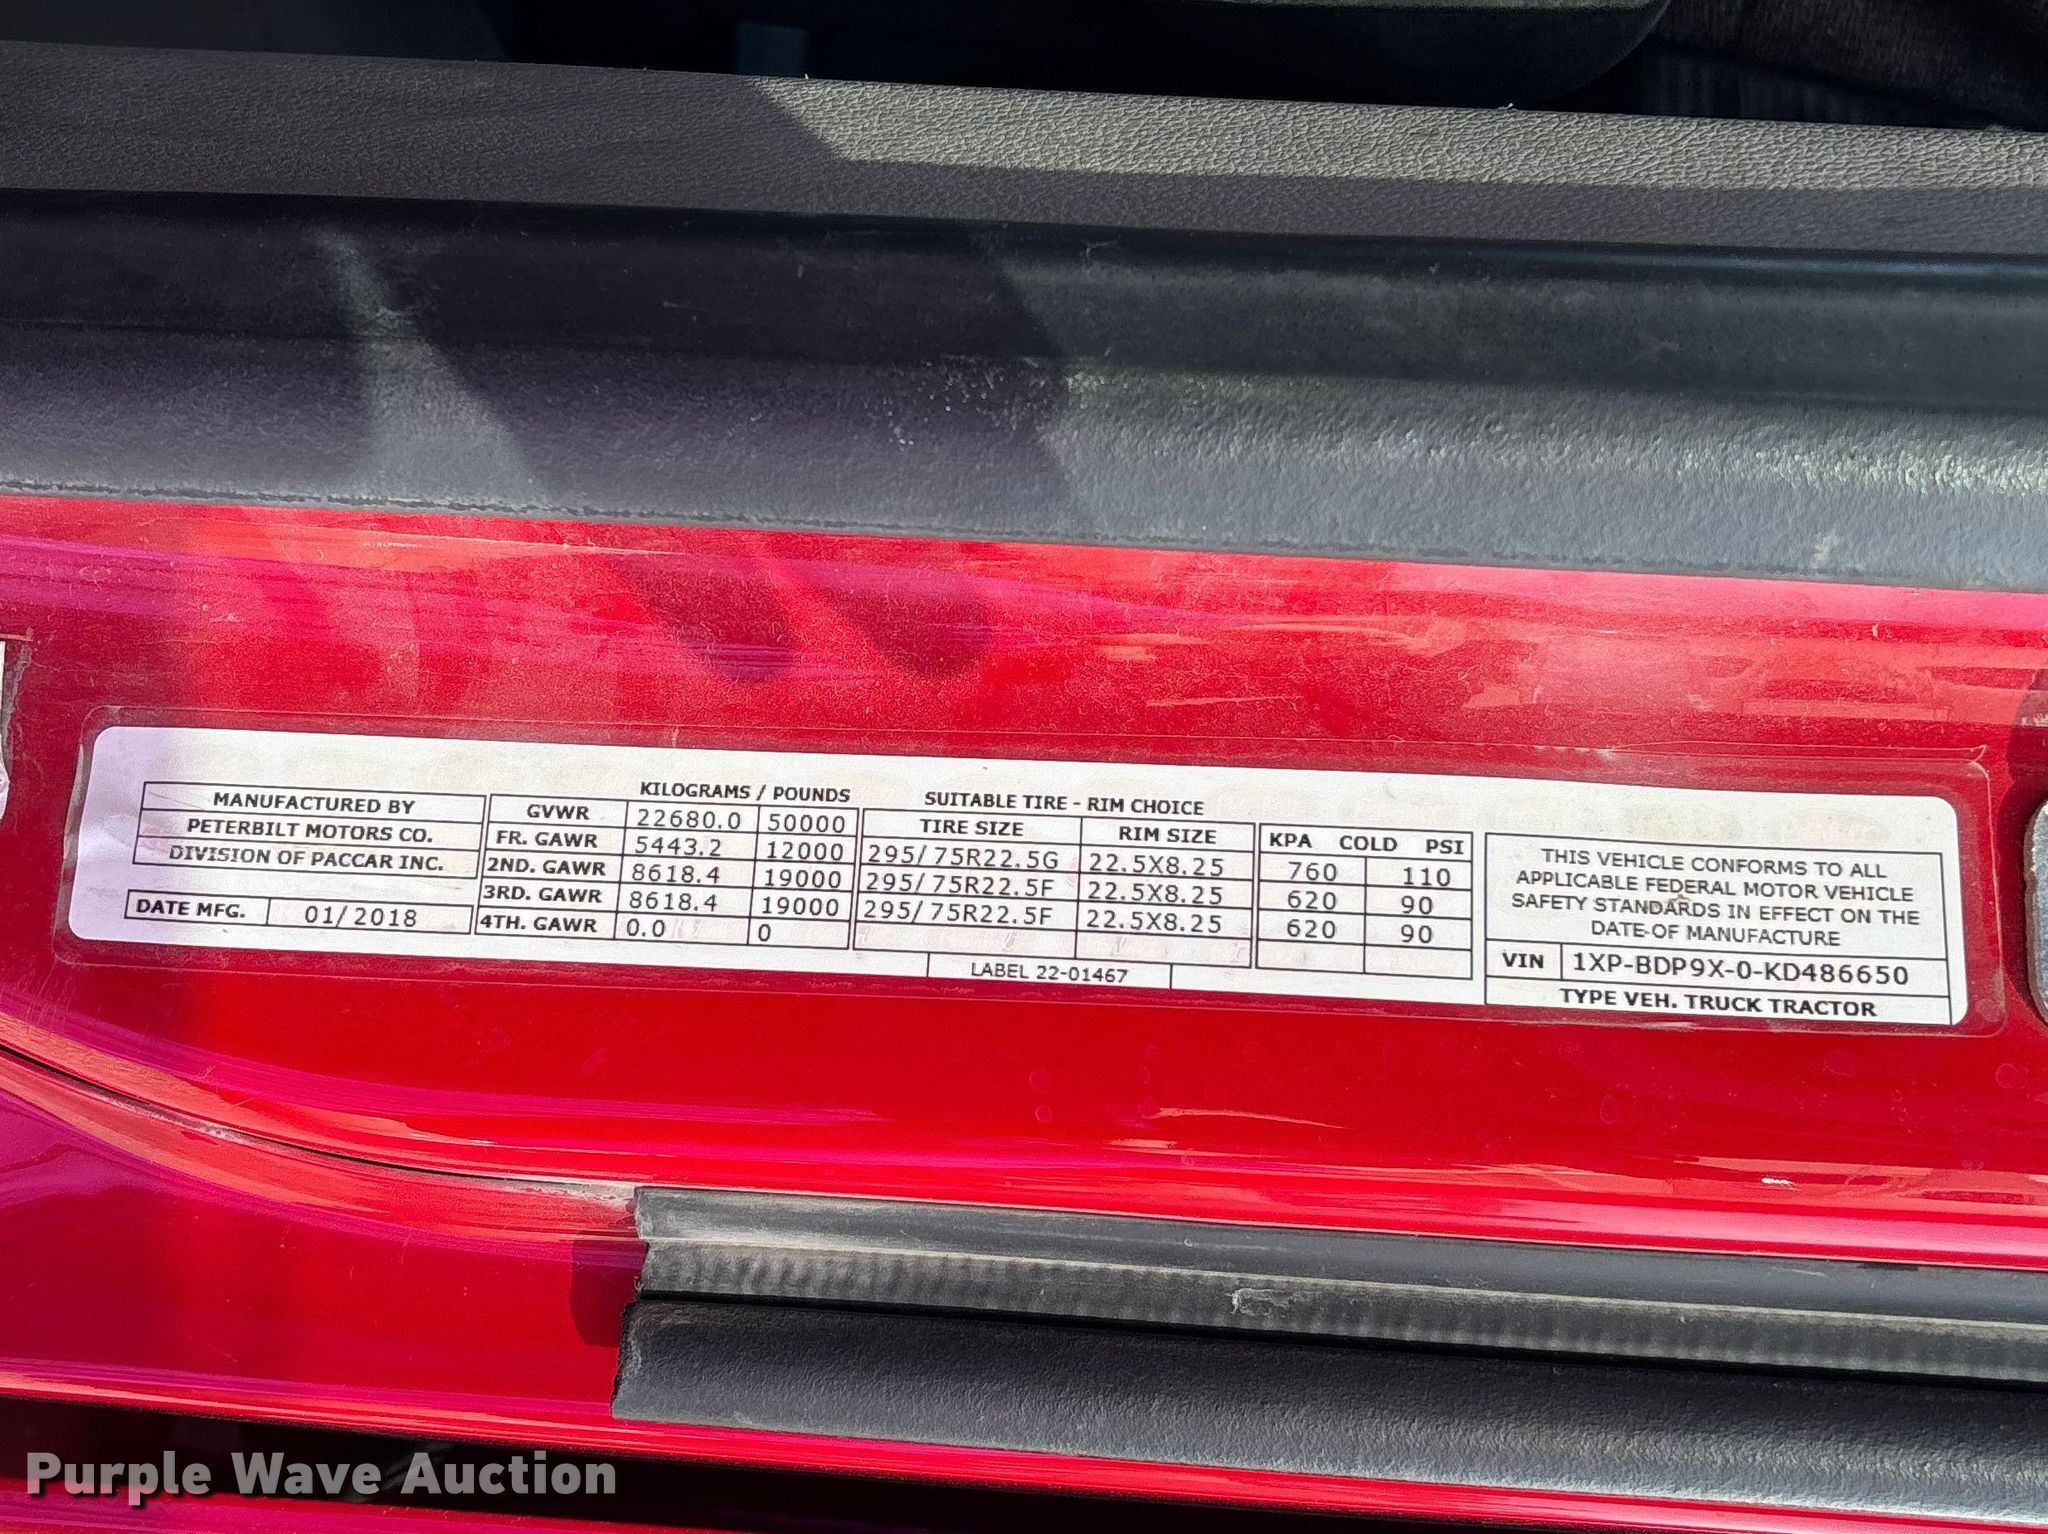 KILOGRAMS / POUNDS SUITABLE TIRE - RIM CHOICE
MANUFACTURED BY
PETERBILT MOTORS CO.
DIVISION OF PACCAR INC.
DATE MFG. 01/2018
GVWR 22680.0 50000
FR. GAWR 5443.2 12000
2ND. GAWR 8618.4 19000
3RD. GAWR 8618.4 19000
4TH. GAWR 0.0 0
TIRE SIZE RIM SIZE
295/75R22.5G 22.5X8.25
295/75R22.5F 22.5X8.25
295/75R22.5F 22.5X8.25
KPA COLD PSI
760 110
620 90
620 90
LABEL 22-01467
THIS VEHICLE CONFORMS TO ALL
APPLICABLE FEDERAL MOTOR VEHICLE
SAFETY STANDARDS IN EFFECT ON THE
DATE OF MANUFACTURE
VIN 1XP-BDP9X-0-KD486650
TYPE VEH. TRUCK TRACTOR
Purple Wave Auction